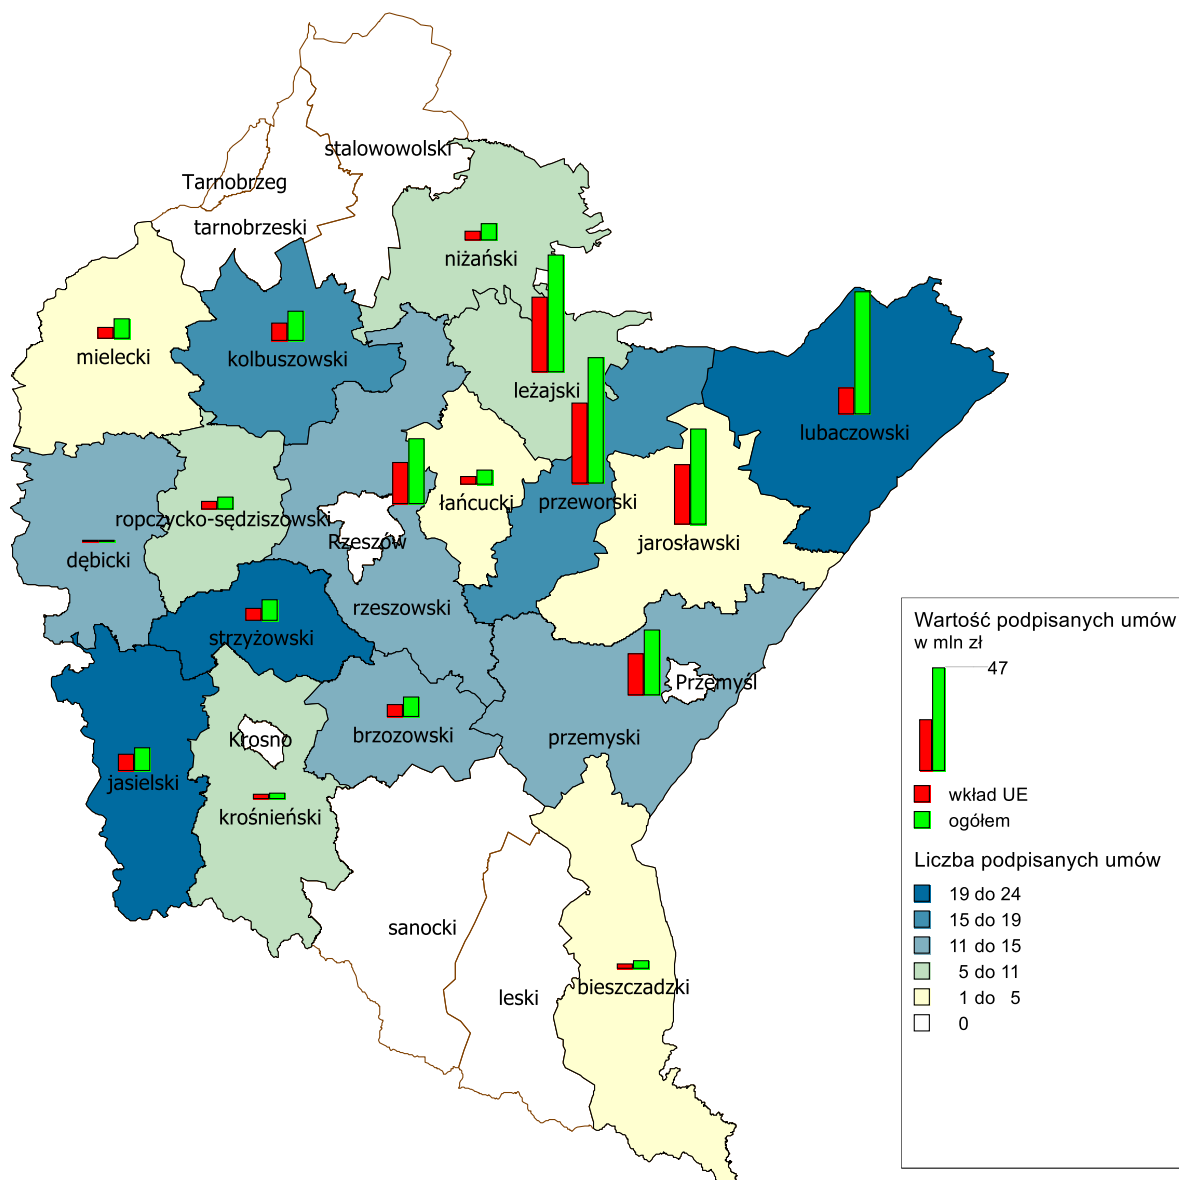 stalowowolski
Tarnobrzeg
tarnobrzeski
niżański
mielecki
kolbuszowski
leżajski
lubaczowski
łańcucki
przeworski
ropczycko-sędziszowski
Rzeszów
jarosławski
dębicki
rzeszowski
strzyżowski
Przemyśl
Krosno
brzozowski
przemyski
jasielski
krośnieński
sanocki
leski
bieszczadzki
Wartość podpisanych umów
w mln zł
47
wkład UE
ogółem
Liczba podpisanych umów
19 do 24
15 do 19
11 do 15
5 do 11
1 do 5
0